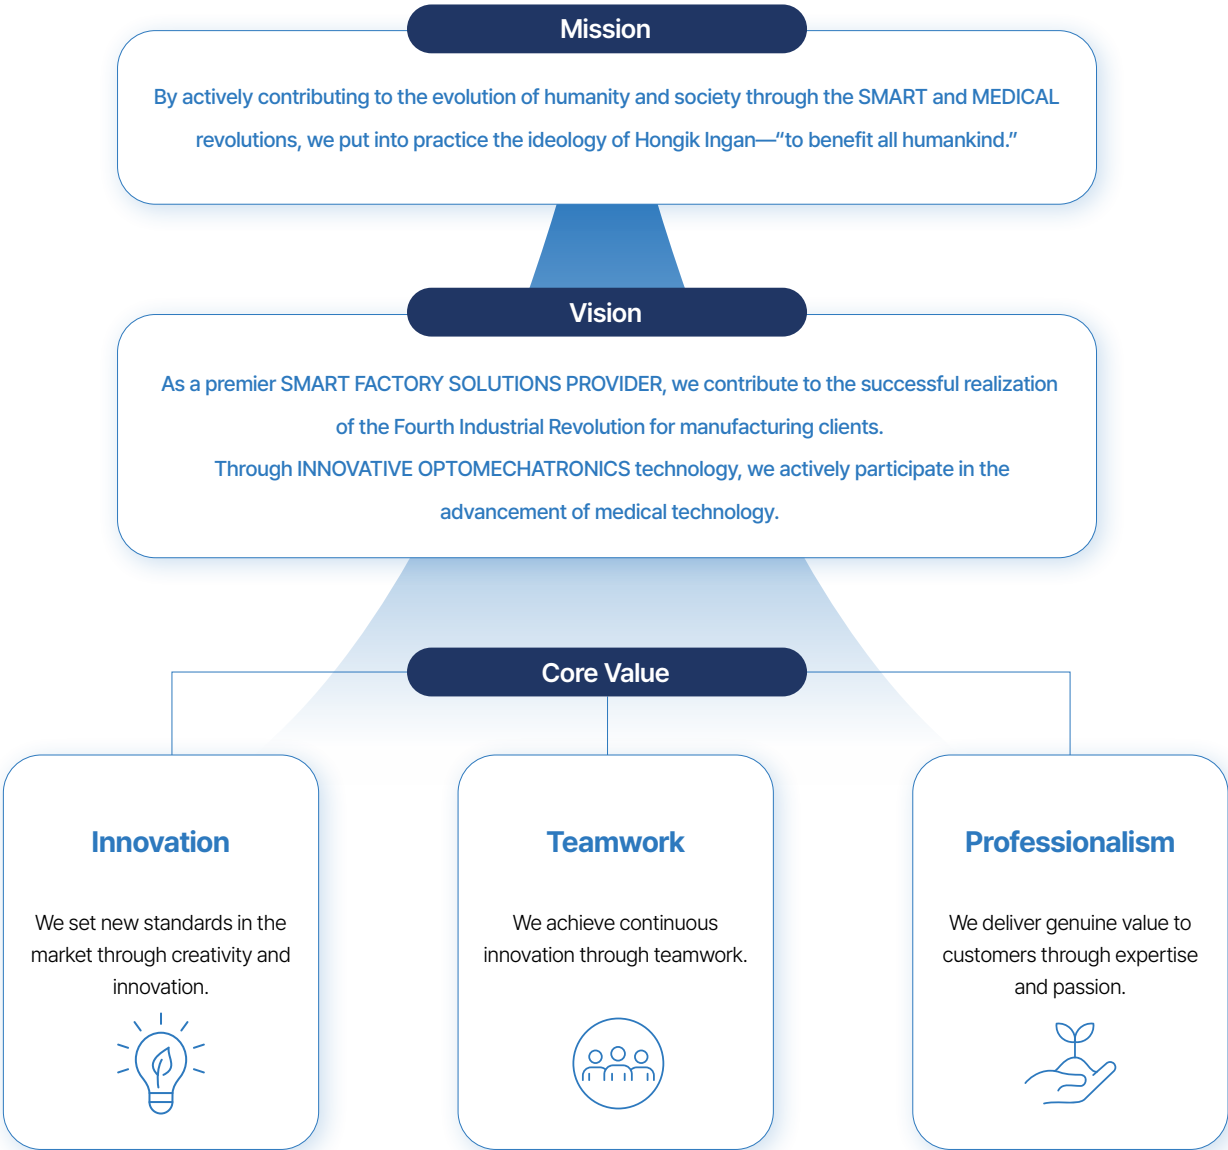 Mission
By actively contributing to the evolution of humanity and society through the SMART and MEDICAL
revolutions, we put into practice the ideology of Hongik Ingan—“to benefit all humankind.”
Vision
As a premier SMART FACTORY SOLUTIONS PROVIDER, we contribute to the successful realization
of the Fourth Industrial Revolution for manufacturing clients.
Through INNOVATIVE OPTOMECHATRONICS technology, we actively participate in the
advancement of medical technology.
Core Value
Innovation
We set new standards in the
market through creativity and
innovation.
Teamwork
We achieve continuous
innovation through teamwork.
Professionalism
We deliver genuine value to
customers through expertise
and passion.